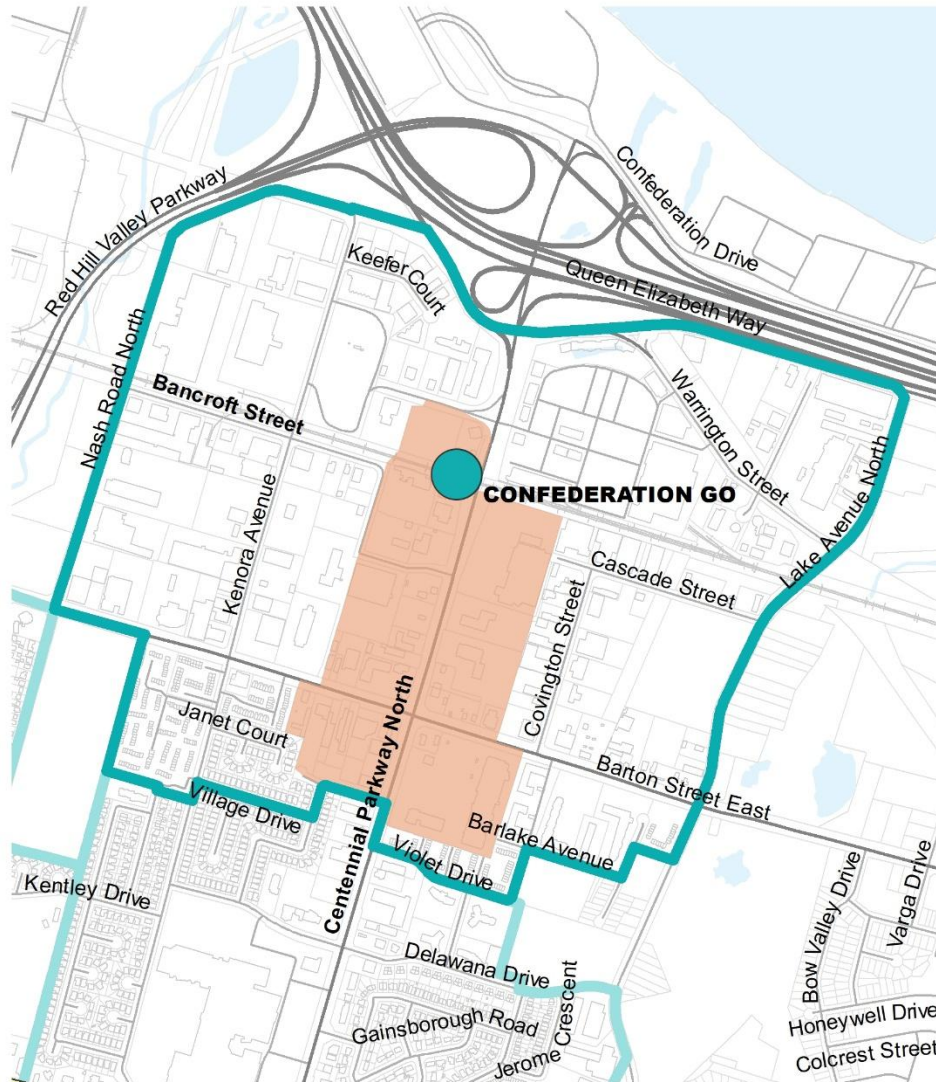 Confederation Drive
Red Hill Valley Parkway
Keefer Court
Queen Elizabeth Way
Nash Road North
Bancroft Street
Warrington Street
Lake Avenue North
CONFEDERATION GO
Kenora Avenue
Cascade Street
Covington Street
Janet Court
Centennial Parkway North
Barton Street East
Village Drive
Barlake Avenue
Violet Drive
Kentley Drive
Bow Valley Drive
Varga Drive
Delawana Drive
Gainsborough Road
Jerome Crescent
Honeywell Drive
Colcrest Street